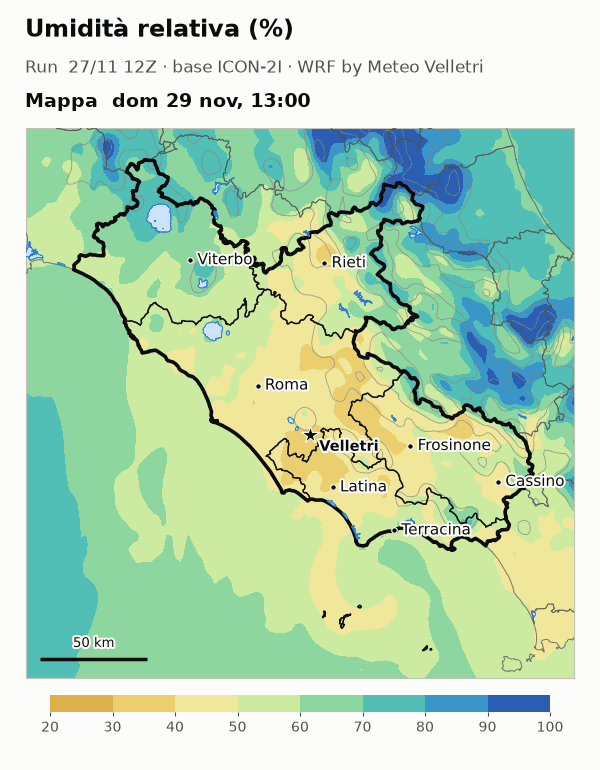 Umidità relativa (%)
Run  27/11 12Z · base ICON-2I · WRF by Meteo Velletri
Mappa  dom 29 nov, 13:00
Viterbo
Rieti
Roma
Velletri
Frosinone
Cassino
Latina
Terracina
50 km
20 30 40 50 60 70 80 90 100